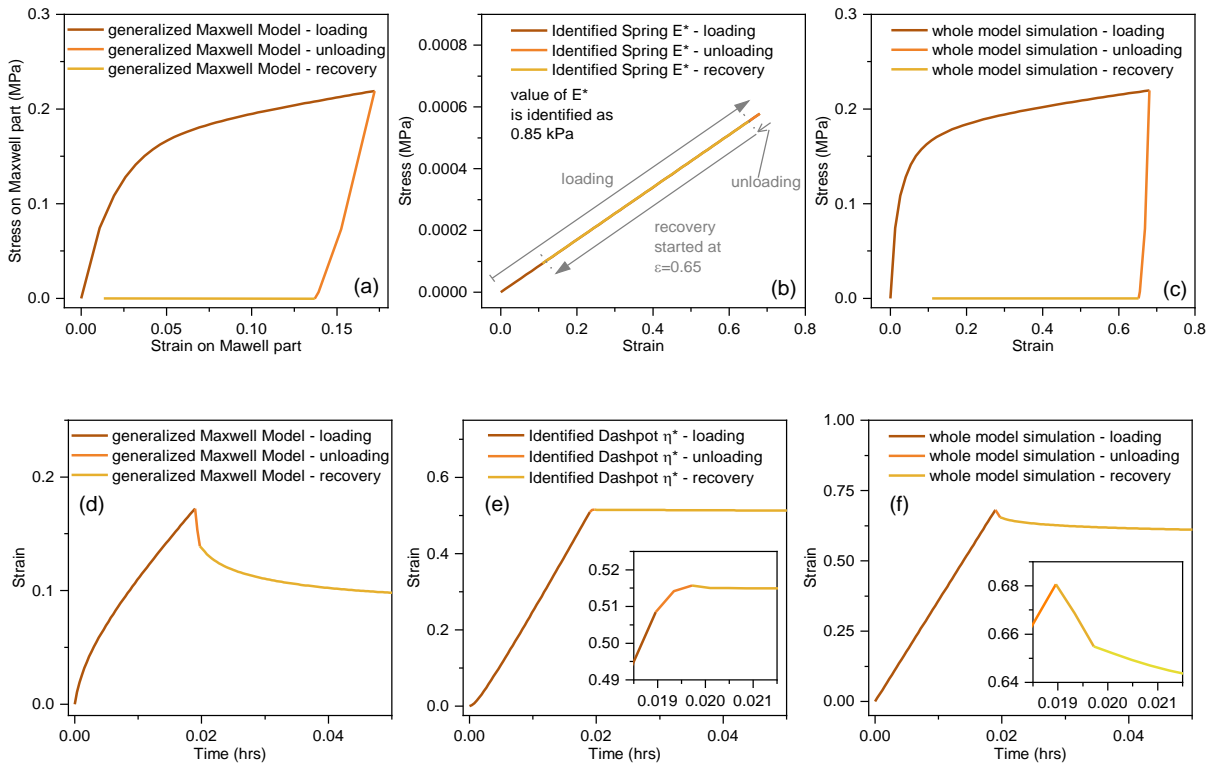 generalized Maxwell Model - loading
generalized Maxwell Model - unloading
generalized Maxwell Model - recovery
0.3
0.2
0.1
0.0
0.00
0.05
0.10
0.15
Stress on Maxwell part (MPa)
Strain on Mawell part
(a)
Identified Spring E* - loading
Identified Spring E* - unloading
Identified Spring E* - recovery
value of E*
is identified as
0.85 kPa
loading
unloading
recovery
started at
ε=0.65
0.0008
0.0006
0.0004
0.0002
0.0000
0.0
0.2
0.4
0.6
0.8
Stress (MPa)
Strain
(b)
whole model simulation - loading
whole model simulation - unloading
whole model simulation - recovery
0.3
0.2
0.1
0.0
0.0
0.2
0.4
0.6
0.8
Stress (MPa)
Strain
(c)
generalized Maxwell Model - loading
generalized Maxwell Model - unloading
generalized Maxwell Model - recovery
(d)
0.2
0.1
0.0
0.00
0.02
0.04
Strain
Time (hrs)
Identified Dashpot η* - loading
Identified Dashpot η* - unloading
Identified Dashpot η* - recovery
(e)
0.6
0.4
0.2
0.0
0.00
0.02
0.04
Strain
Time (hrs)
0.52
0.51
0.50
0.49
0.019
0.020
0.021
whole model simulation - loading
whole model simulation - unloading
whole model simulation - recovery
(f)
1.00
0.75
0.50
0.25
0.00
0.00
0.02
0.04
Strain
Time (hrs)
0.68
0.66
0.64
0.019
0.020
0.021